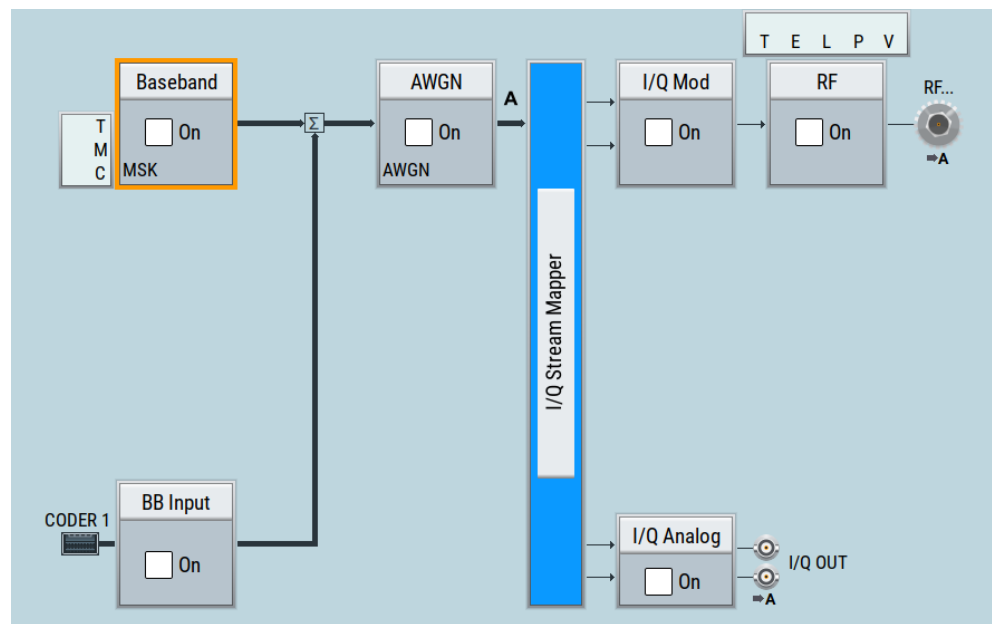 T E L P V
Baseband
On
MSK
T
M
C
Σ
AWGN
On
AWGN
A
I/Q Stream Mapper
I/Q Mod
On
RF
On
RF...
➡A
CODER 1
BB Input
On
I/Q Analog
On
I/Q OUT
➡A